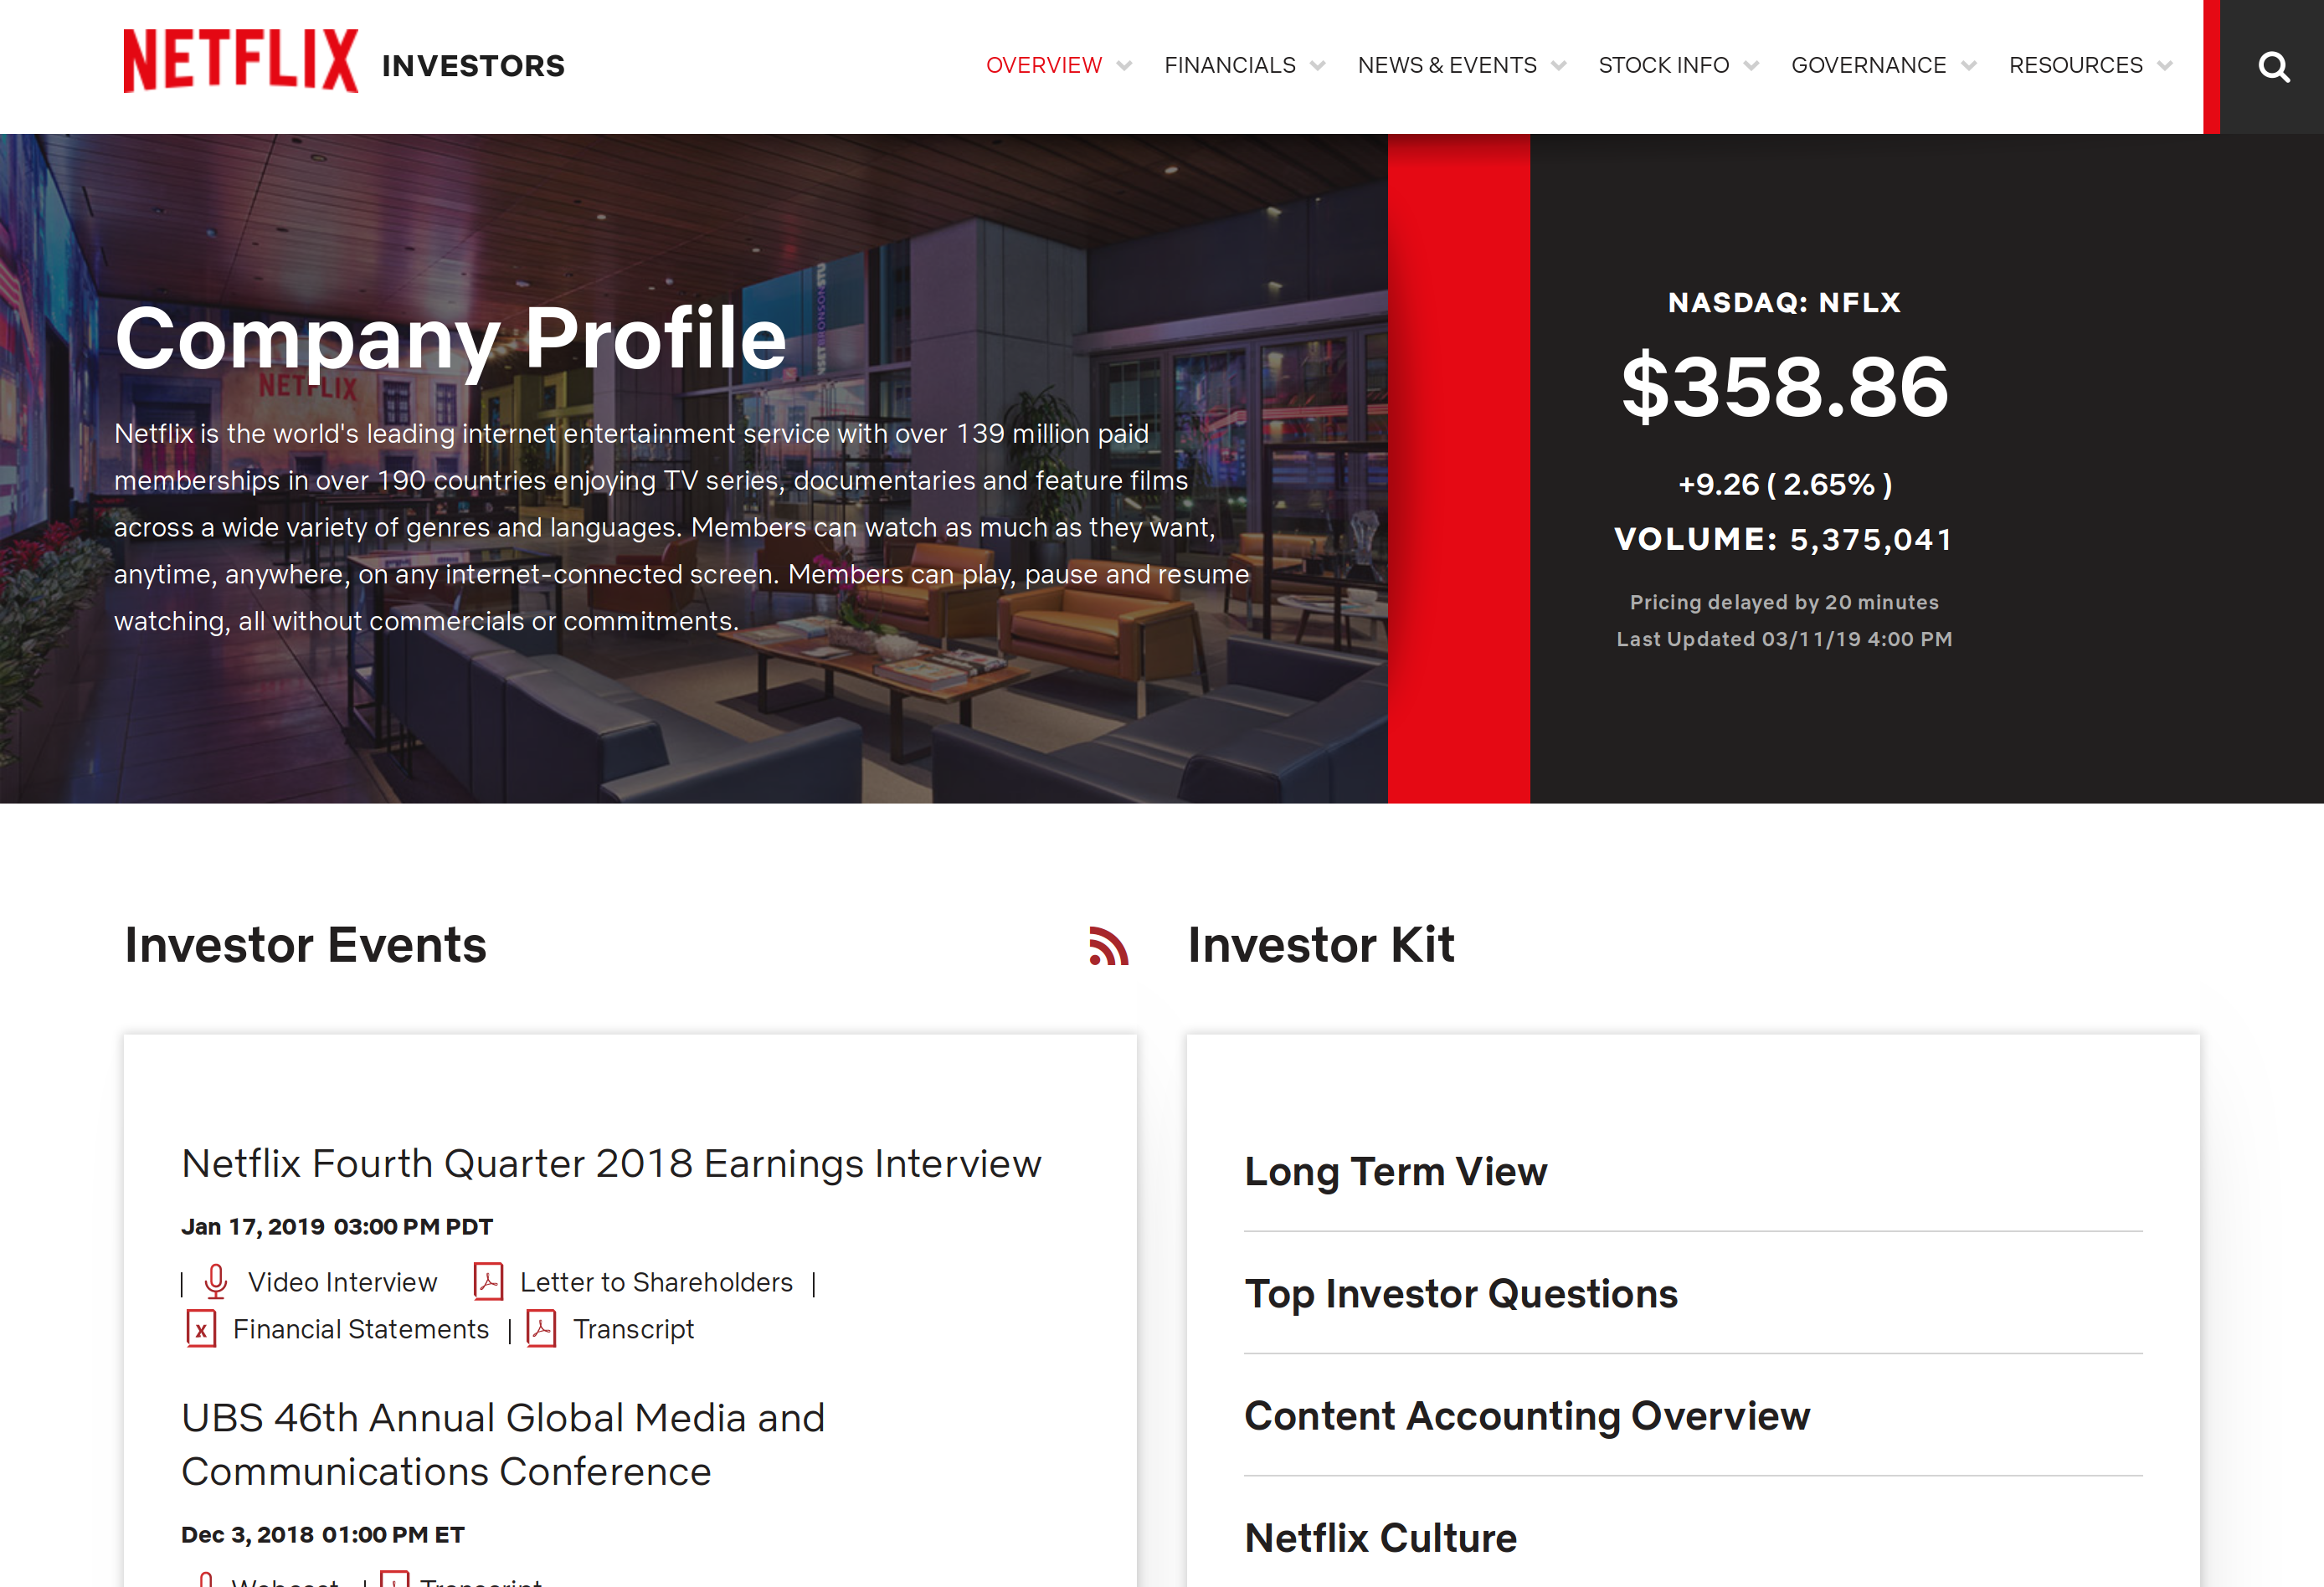 NETFLIX INVESTORS
OVERVIEW FINANCIALS NEWS & EVENTS STOCK INFO GOVERNANCE RESOURCES
Company Profile
NETFLIX
Netflix is the world's leading internet entertainment service with over 139 million paid
memberships in over 190 countries enjoying TV series, documentaries and feature films
across a wide variety of genres and languages. Members can watch as much as they want,
anytime, anywhere, on any internet-connected screen. Members can play, pause and resume
watching, all without commercials or commitments.
NASDAQ: NFLX
$358.86
+9.26 ( 2.65% )
VOLUME: 5,375,041
Pricing delayed by 20 minutes
Last Updated 03/11/19 4:00 PM
Investor Events
Netflix Fourth Quarter 2018 Earnings Interview
Jan 17, 2019 03:00 PM PDT
| Video Interview Letter to Shareholders |
Financial Statements | Transcript
UBS 46th Annual Global Media and
Communications Conference
Dec 3, 2018 01:00 PM ET
Webcast | Transcript
Investor Kit
Long Term View
Top Investor Questions
Content Accounting Overview
Netflix Culture